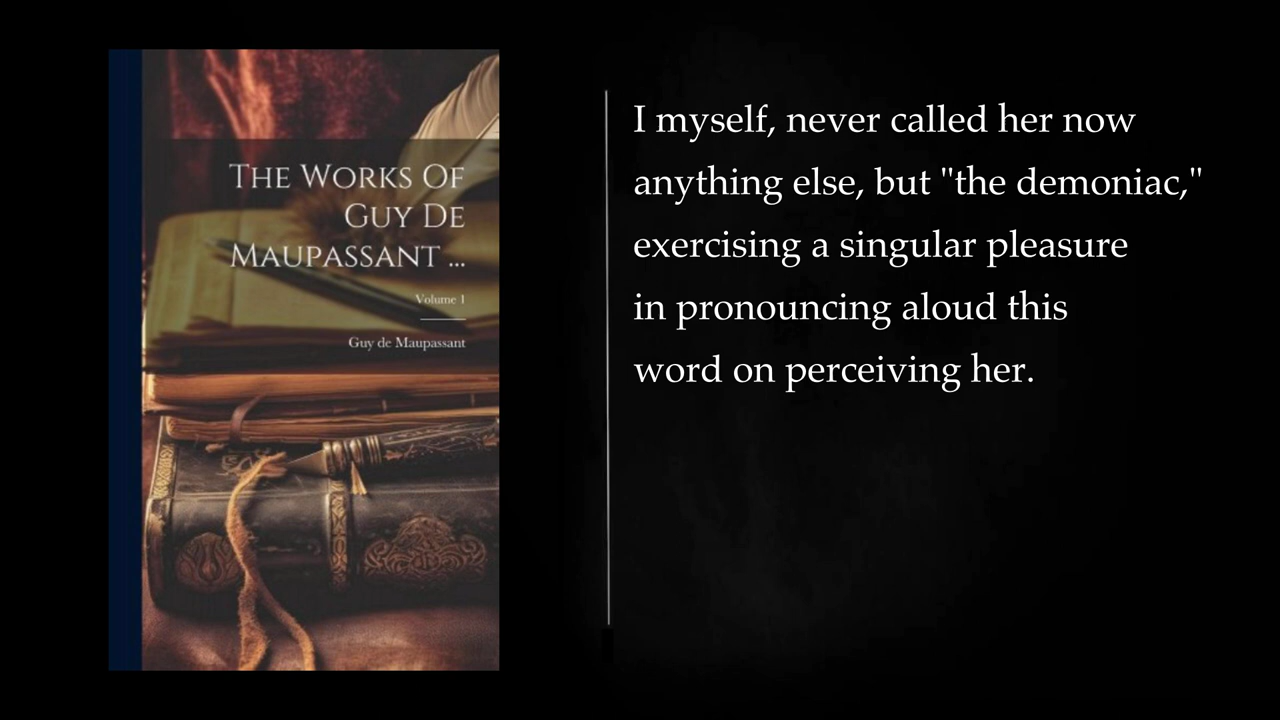 THE WORKS OF
GUY DE
MAUPASSANT ...
Volume 1
Guy de Maupassant
I myself, never called her now
anything else, but "the demoniac,"
exercising a singular pleasure
in pronouncing aloud this
word on perceiving her.